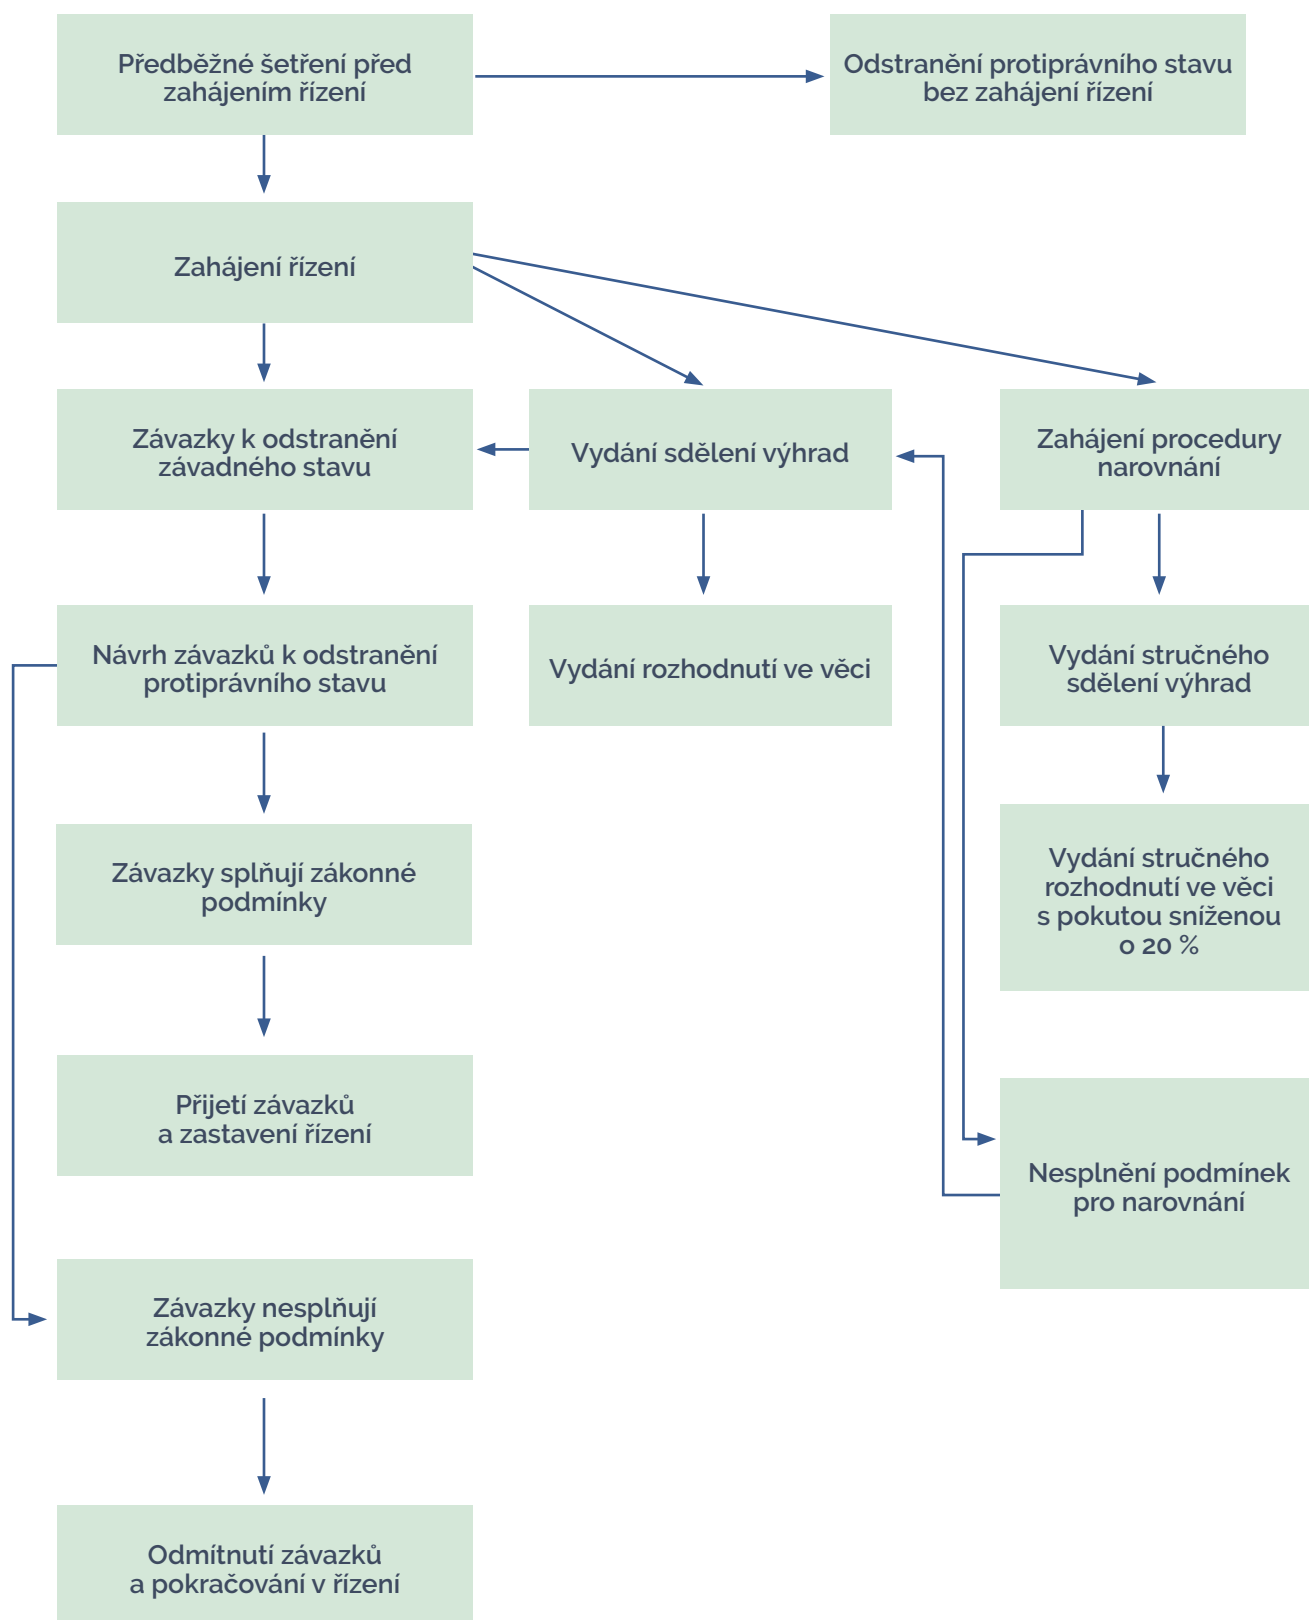 Předběžné šetření před
zahájením řízení
Odstranění protiprávního stavu
bez zahájení řízení
Zahájení řízení
Závazky k odstranění
závadného stavu
Vydání sdělení výhrad
Zahájení procedury
narovnání
Návrh závazků k odstranění
protiprávního stavu
Vydání rozhodnutí ve věci
Vydání stručného
sdělení výhrad
Závazky splňují zákonné
podmínky
Vydání stručného
rozhodnutí ve věci
s pokutou sníženou
o 20 %
Přijetí závazků
a zastavení řízení
Nesplnění podmínek
pro narovnání
Závazky nesplňují
zákonné podmínky
Odmítnutí závazků
a pokračování v řízení